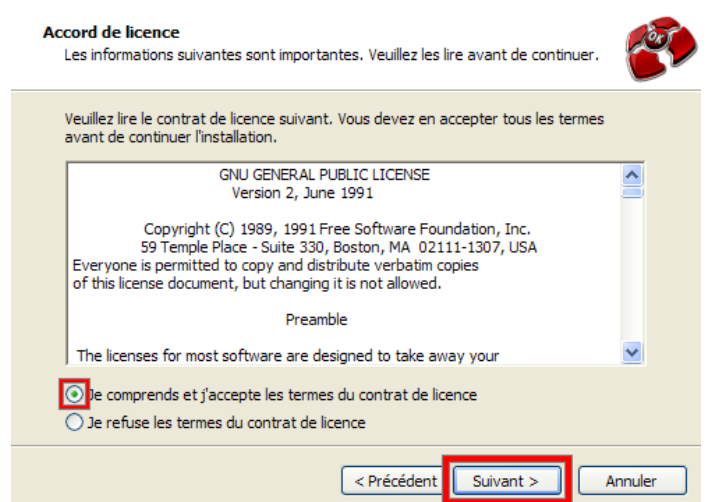 Accord de licence
Les informations suivantes sont importantes. Veuillez les lire avant de continuer.
OK
Veuillez lire le contrat de licence suivant. Vous devez en accepter tous les termes
avant de continuer l'installation.
GNU GENERAL PUBLIC LICENSE
Version 2, June 1991
Copyright (C) 1989, 1991 Free Software Foundation, Inc.
59 Temple Place - Suite 330, Boston, MA 02111-1307, USA
Everyone is permitted to copy and distribute verbatim copies
of this license document, but changing it is not allowed.
Preamble
The licenses for most software are designed to take away your
Je comprends et j'accepte les termes du contrat de licence
Je refuse les termes du contrat de licence
< Précédent Suivant > Annuler